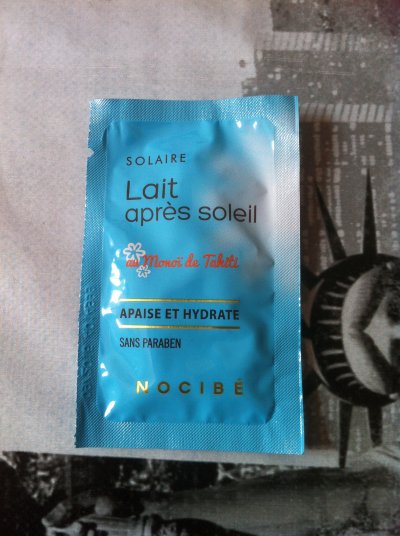 SOLAIRE
Lait
après soleil
au Monoï de Tahiti
APAISE ET HYDRATE
SANS PARABEN
NOCIBÉ